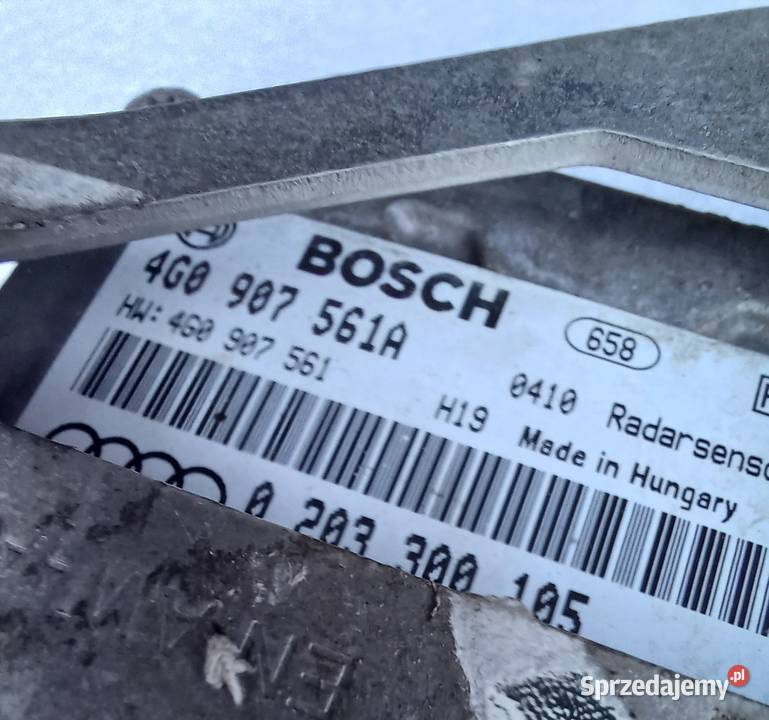 BOSCH
4G0 907 561A
658
HW: 4G0 907 561
H19 0410 Radarsenso
Made in Hungary
0 203 300 105
Sprzedajemy.pl